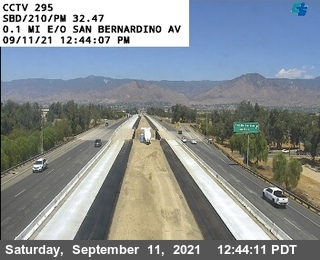 CCTV 295
SBD/210/PM 32.47
0.1 MI E/O SAN BERNARDINO AV
09/11/21 12:44:07 PM
Saturday, September 11, 2021 12:44:11 PDT